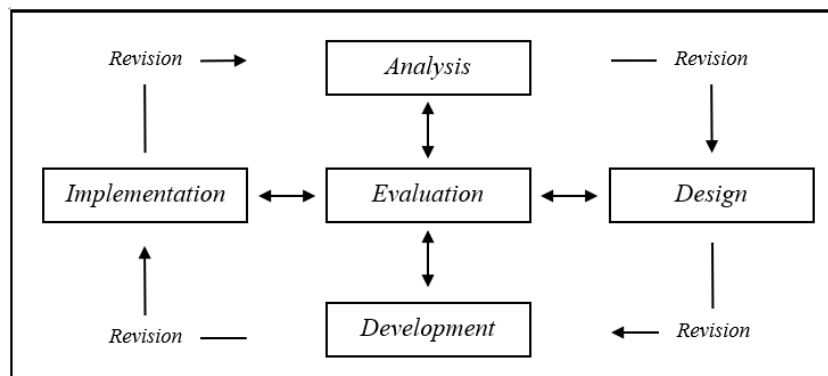 Revision
Analysis
Revision
Implementation
Evaluation
Design
Revision
Development
Revision